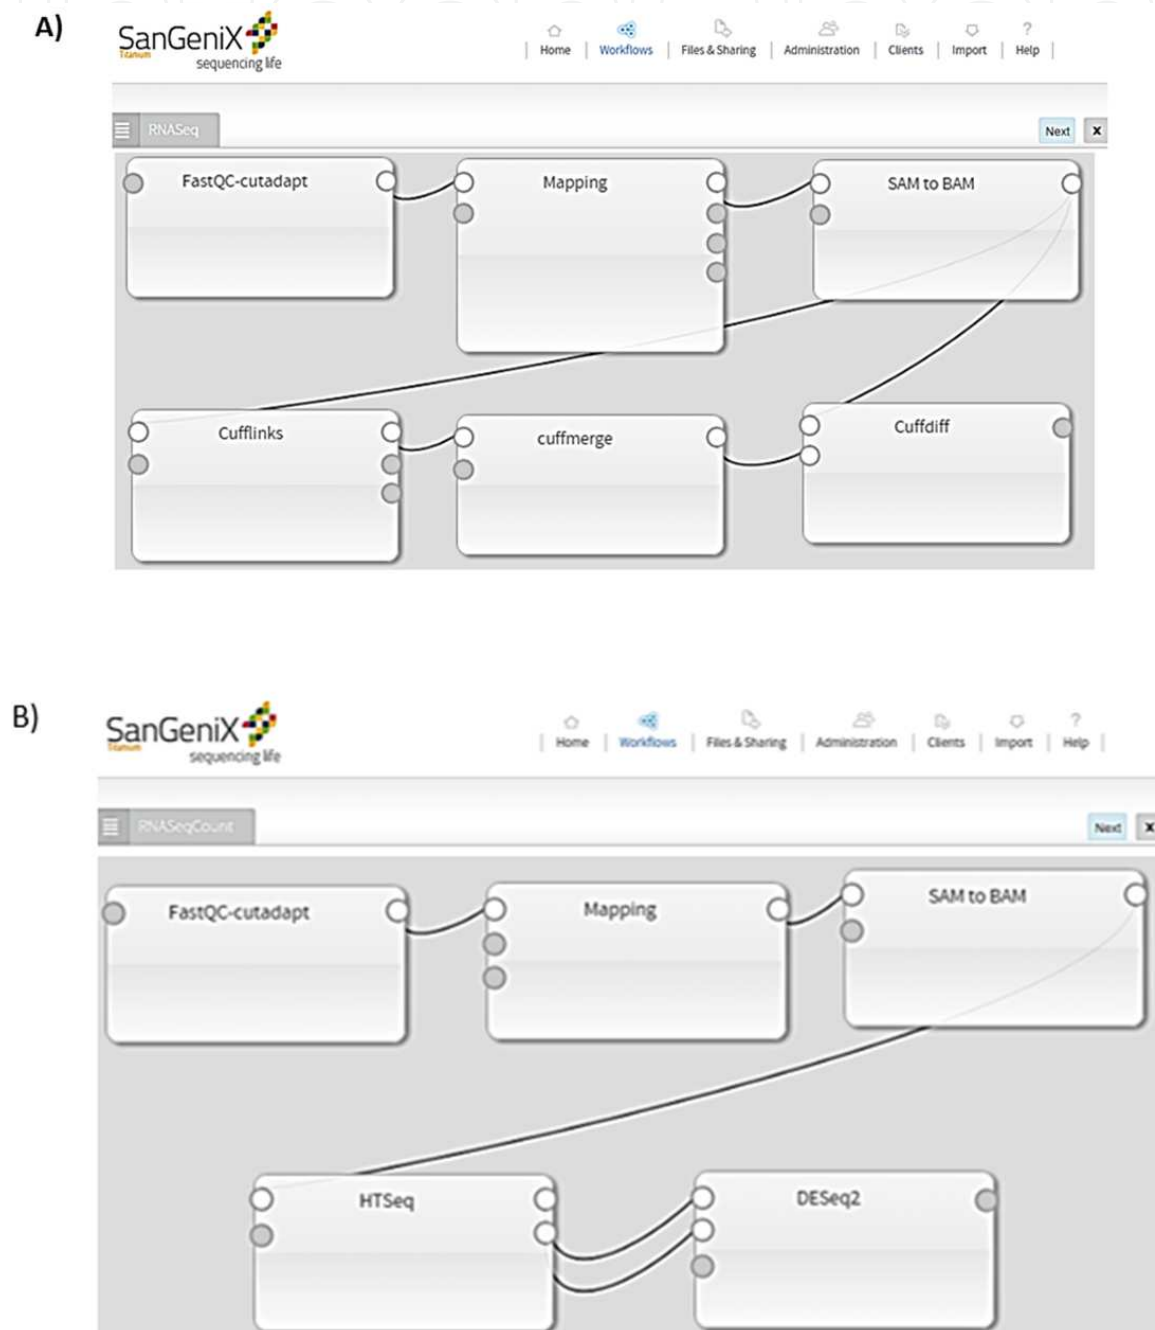 A)
SanGeniX
Titanum
sequencing life
Home Workflows Files & Sharing Administration Clients Import Help
RNASeq
Next X
FastQC-cutadapt Mapping SAM to BAM
Cufflinks cuffmerge Cuffdiff
B)
SanGeniX
Titanum
sequencing life
Home Workflows Files & Sharing Administration Clients Import Help
RNASeqCount
Next X
FastQC-cutadapt Mapping SAM to BAM
HTSeq DESeq2